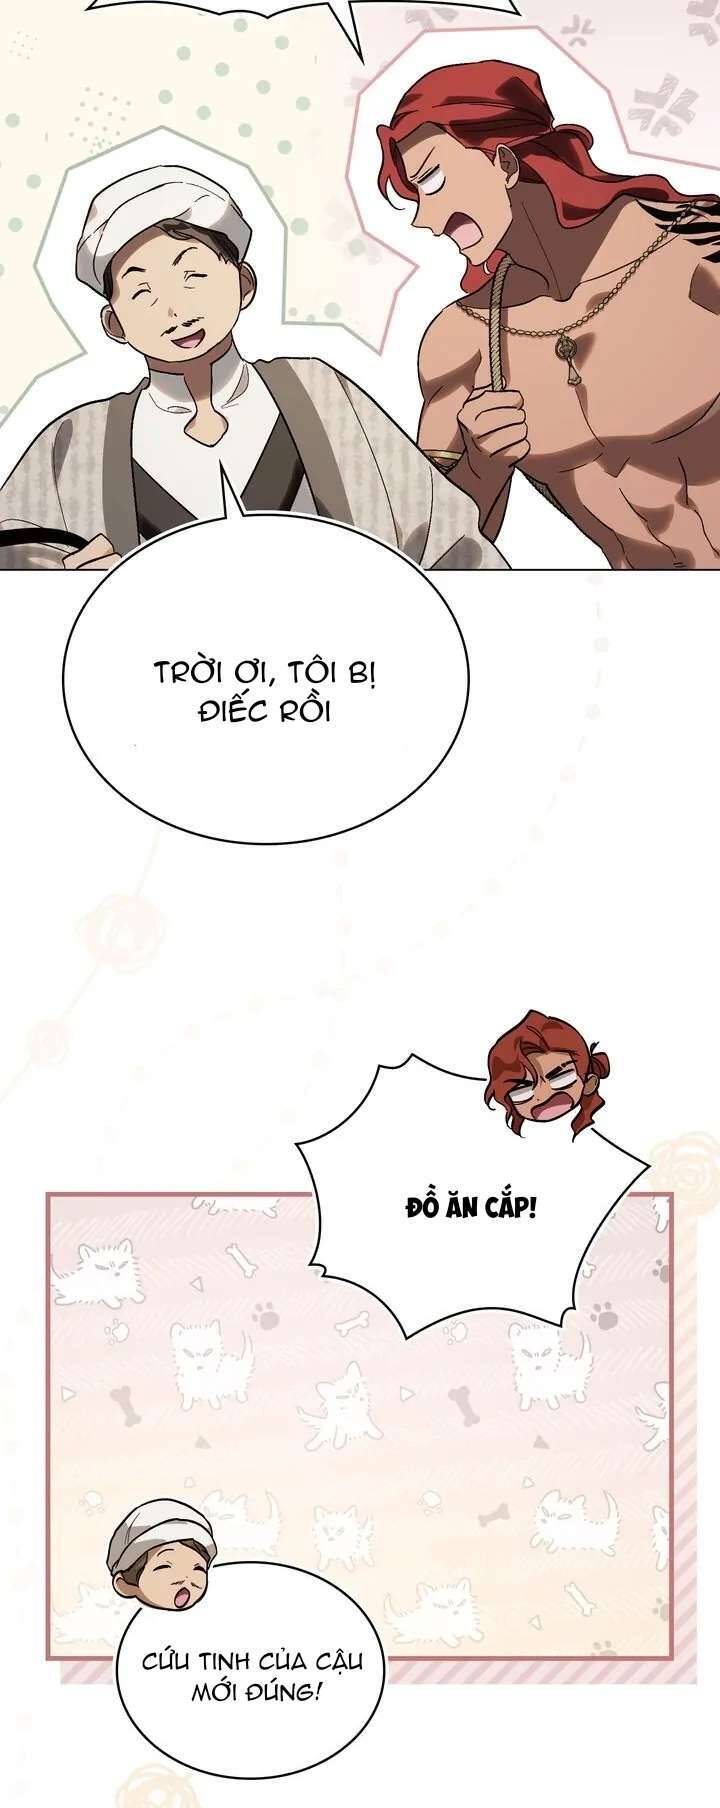 TRỜI ƠI, TÔI BỊ
ĐIẾC RỒI
ĐỒ ĂN CẮP!
CỨU TINH CỦA CẬU
MỚI ĐÚNG!